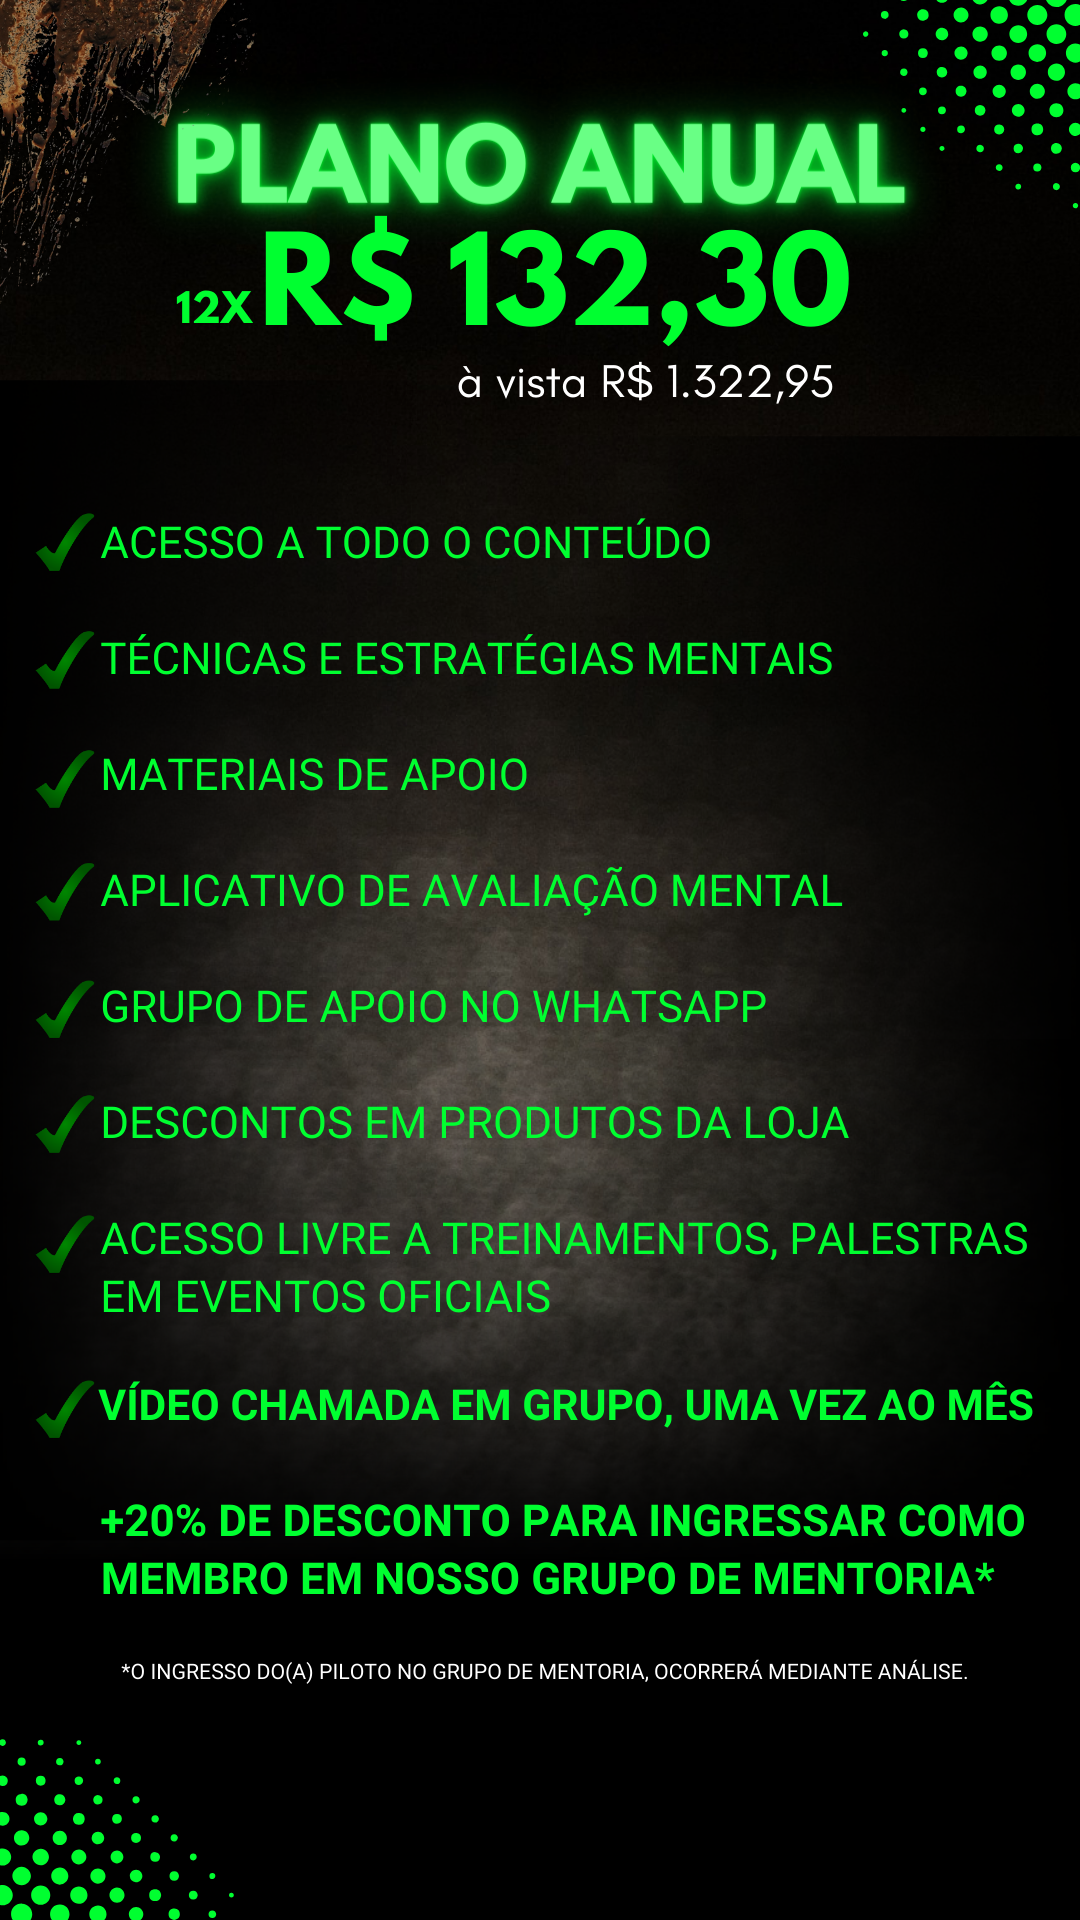 PLANO ANUAL
12X R$ 132,30
à vista R$ 1.322,95
ACESSO A TODO O CONTEÚDO
TÉCNICAS E ESTRATÉGIAS MENTAIS
MATERIAIS DE APOIO
APLICATIVO DE AVALIAÇÃO MENTAL
GRUPO DE APOIO NO WHATSAPP
DESCONTOS EM PRODUTOS DA LOJA
ACESSO LIVRE A TREINAMENTOS, PALESTRAS
EM EVENTOS OFICIAIS
VÍDEO CHAMADA EM GRUPO, UMA VEZ AO MÊS
+20% DE DESCONTO PARA INGRESSAR COMO
MEMBRO EM NOSSO GRUPO DE MENTORIA*
*O INGRESSO DO(A) PILOTO NO GRUPO DE MENTORIA, OCORRERÁ MEDIANTE ANÁLISE.